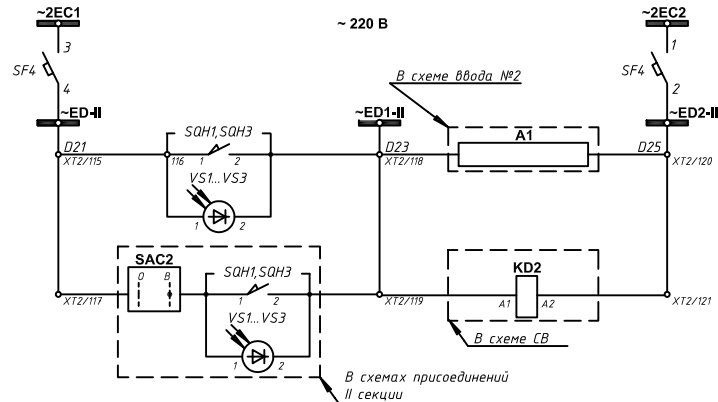 ~2EC1
~ 220 В
~2EC2
3
1
SF4
В схеме ввода №2
SF4
4
2
~ED-II
~ED1-II
~ED2-II
SQH1,SQH3
A1
D21
D23
D25
XT2/115
116
1
2
XT2/118
XT2/120
VS1...VS3
1
2
SAC2
SQH1,SQH3
KD2
О
В
XT2/117
1
2
XT2/119
A1
A2
XT2/121
VS1...VS3
В схеме СВ
1
2
В схемах присоединений
II секции